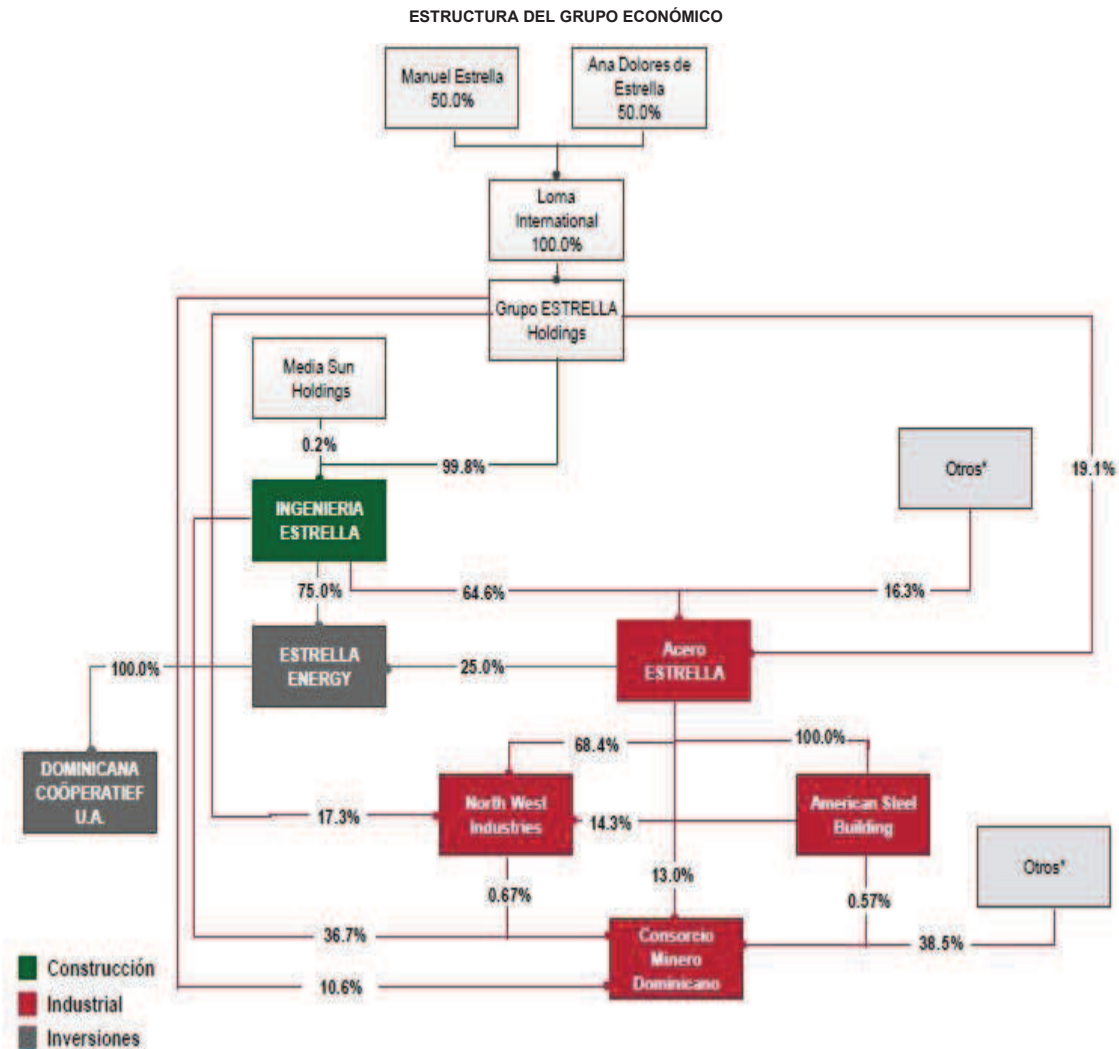 ESTRUCTURA DEL GRUPO ECONÓMICO
Manuel Estrella
50.0%
Ana Dolores de
Estrella
50.0%
Loma
International
100.0%
Grupo ESTRELLA
Holdings
Media Sun
Holdings
0.2%
99.8%
Otros*
19.1%
INGENIERIA
ESTRELLA
75.0%
64.6%
16.3%
ESTRELLA
ENERGY
Acero
ESTRELLA
100.0%
25.0%
68.4%
100.0%
DOMINICANA
COÖPERATIEF
U.A.
North West
Industries
American Steel
Building
17.3%
14.3%
Otros*
0.67%
13.0%
0.57%
36.7%
Consorcio
Minero
Dominicano
38.5%
10.6%
Construcción
Industrial
Inversiones